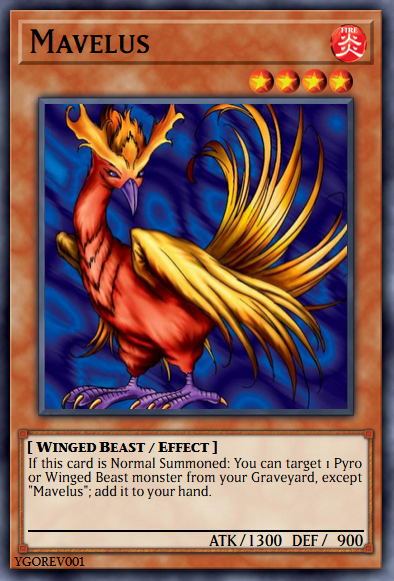 Mavelus
FIRE
炎
[ Winged Beast / Effect ]
If this card is Normal Summoned: You can target 1 Pyro
or Winged Beast monster from your Graveyard, except
"Mavelus"; add it to your hand.
ATK/1300 DEF/ 900
YGOREV001